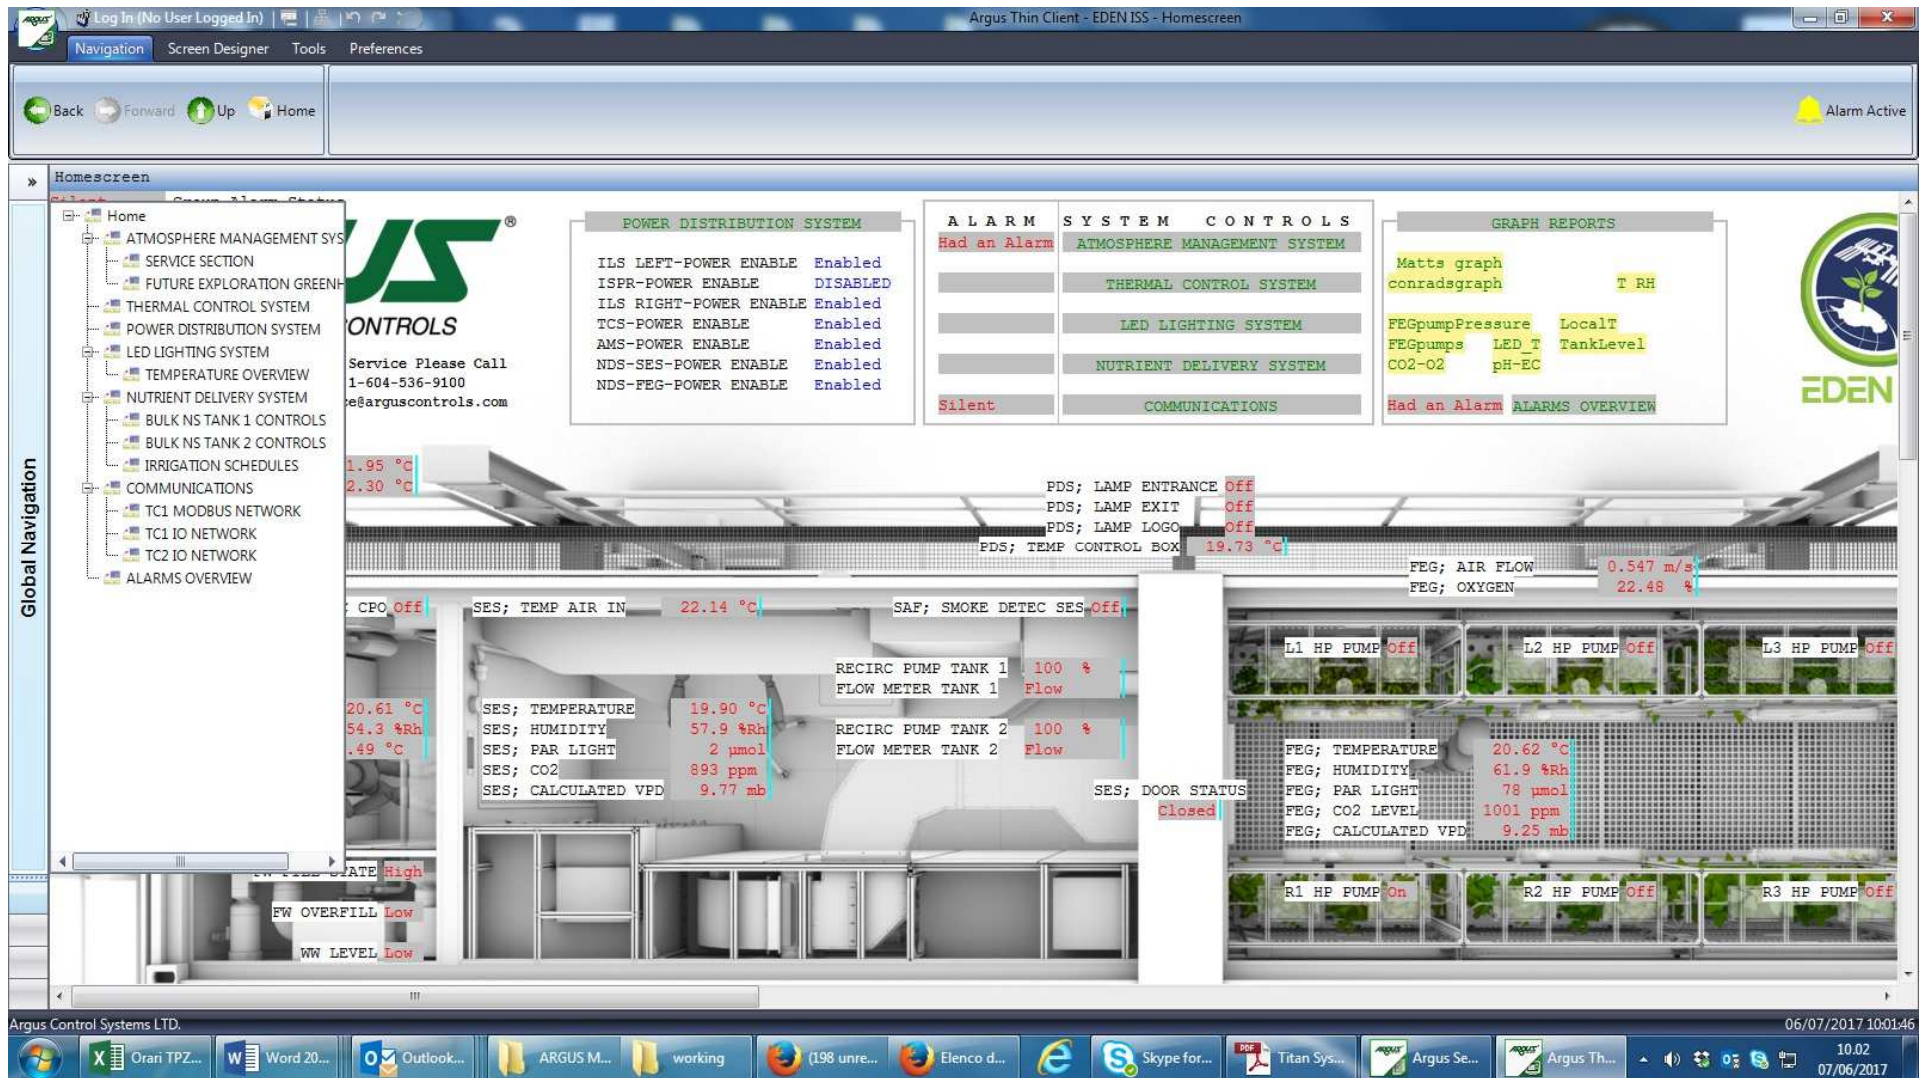 Log In (No User Logged In)
Argus Thin Client - EDEN ISS - Homescreen
Navigation Screen Designer Tools Preferences
Back Forward Up Home
Alarm Active
Homescreen
Silent Group Alarm Status
Global Navigation
Home
ATMOSPHERE MANAGEMENT SYS
SERVICE SECTION
FUTURE EXPLORATION GREENH
THERMAL CONTROL SYSTEM
POWER DISTRIBUTION SYSTEM
LED LIGHTING SYSTEM
TEMPERATURE OVERVIEW
NUTRIENT DELIVERY SYSTEM
BULK NS TANK 1 CONTROLS
BULK NS TANK 2 CONTROLS
IRRIGATION SCHEDULES
COMMUNICATIONS
TC1 MODBUS NETWORK
TC1 IO NETWORK
TC2 IO NETWORK
ALARMS OVERVIEW
US®
ONTROLS
Service Please Call
1-604-536-9100
e@arguscontrols.com
POWER DISTRIBUTION SYSTEM
ILS LEFT-POWER ENABLE Enabled
ISPR-POWER ENABLE DISABLED
ILS RIGHT-POWER ENABLE Enabled
TCS-POWER ENABLE Enabled
AMS-POWER ENABLE Enabled
NDS-SES-POWER ENABLE Enabled
NDS-FEG-POWER ENABLE Enabled
ALARM SYSTEM CONTROLS
Had an Alarm ATMOSPHERE MANAGEMENT SYSTEM
THERMAL CONTROL SYSTEM
LED LIGHTING SYSTEM
NUTRIENT DELIVERY SYSTEM
Silent COMMUNICATIONS
GRAPH REPORTS
Matts graph
conradsgraph T RH
FEGpumpPressure LocalT
FEGpumps LED_T TankLevel
CO2-O2 pH-EC
Had an Alarm ALARMS OVERVIEW
EDEN
1.95 °C
2.30 °C
PDS; LAMP ENTRANCE Off
PDS; LAMP EXIT Off
PDS; LAMP LOGO Off
PDS; TEMP CONTROL BOX 19.73 °C
FEG; AIR FLOW 0.547 m/s
FEG; OXYGEN 22.48 %
CPO Off
SES; TEMP AIR IN 22.14 °C
SAF; SMOKE DETEC SES Off
L1 HP PUMP Off
L2 HP PUMP Off
L3 HP PUMP Off
RECIRC PUMP TANK 1 100 %
FLOW METER TANK 1 Flow
20.61 °C
54.3 %Rh
.49 °C
SES; TEMPERATURE 19.90 °C
SES; HUMIDITY 57.9 %Rh
SES; PAR LIGHT 2 µmol
SES; CO2 893 ppm
SES; CALCULATED VPD 9.77 mb
RECIRC PUMP TANK 2 100 %
FLOW METER TANK 2 Flow
SES; DOOR STATUS
Closed
FEG; TEMPERATURE 20.62 °C
FEG; HUMIDITY 61.9 %Rh
FEG; PAR LIGHT 78 µmol
FEG; CO2 LEVEL 1001 ppm
FEG; CALCULATED VPD 9.25 mb
High
FW OVERFILL Low
WW LEVEL Low
R1 HP PUMP On
R2 HP PUMP Off
R3 HP PUMP Off
Argus Control Systems LTD.
06/07/2017 10:01:46
Orari TPZ...
Word 20...
Outlook...
ARGUS M...
working
(198 unre...
Elenco d...
Skype for...
Titan Sys...
Argus Se...
Argus Th...
10.02
07/06/2017